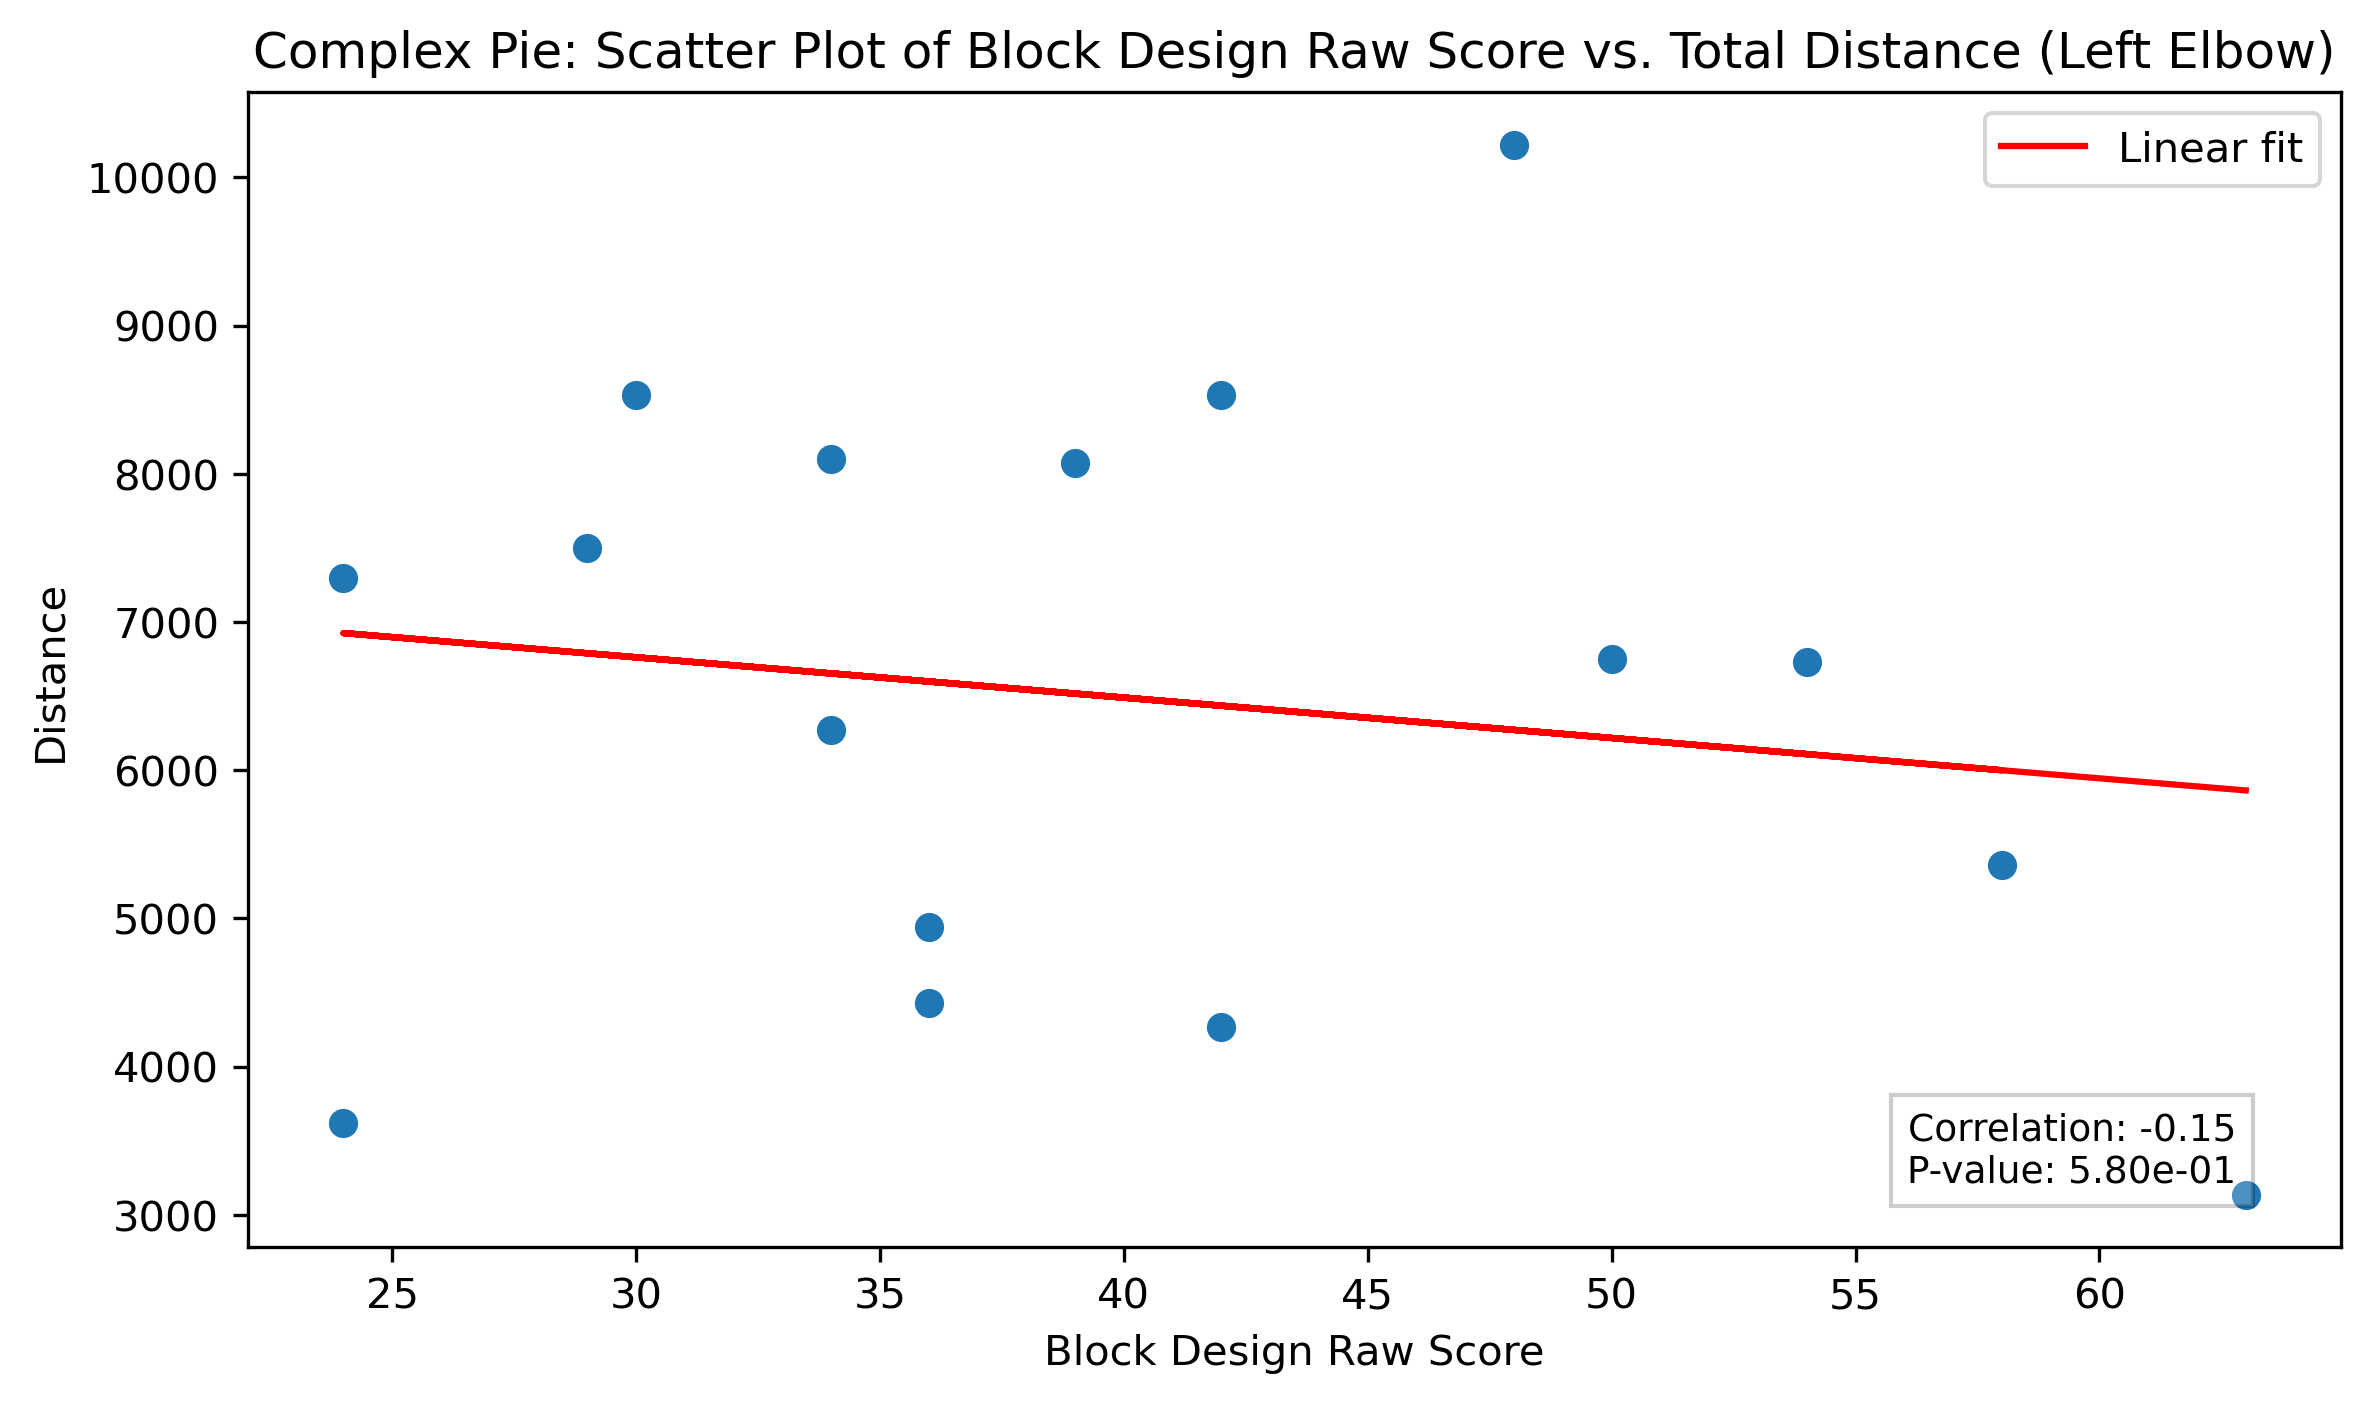 Complex Pie: Scatter Plot of Block Design Raw Score vs. Total Distance (Left Elbow)
Linear fit
10000
9000
8000
7000
6000
5000
4000
3000
Distance
Correlation: -0.15
P-value: 5.80e-01
25 30 35 40 45 50 55 60
Block Design Raw Score